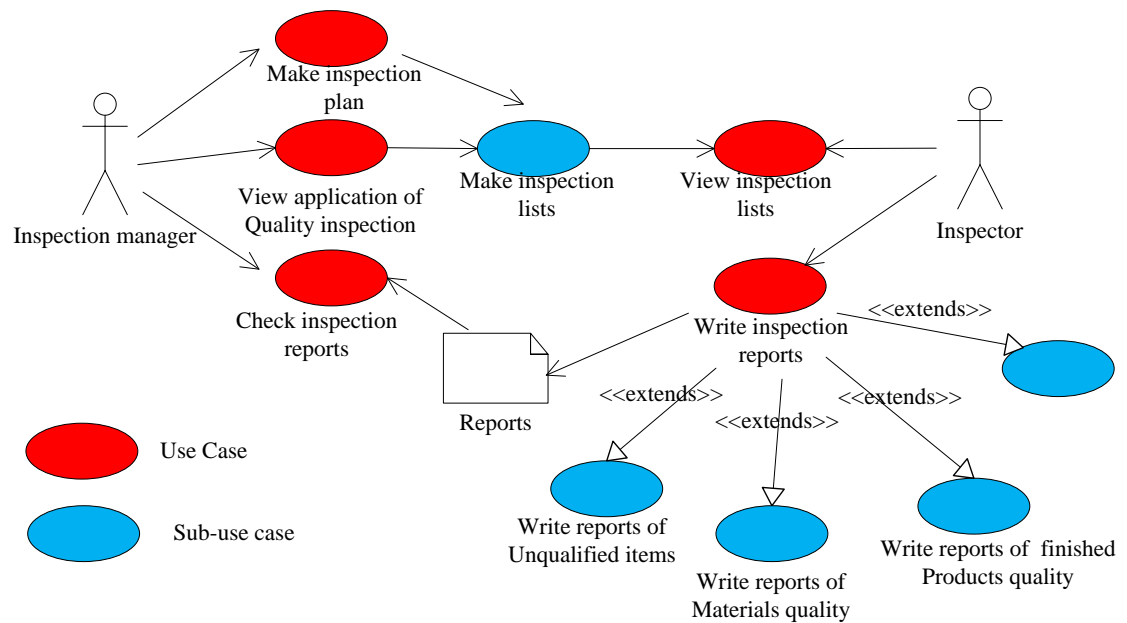 Make inspection
plan
Inspection manager
View application of
Quality inspection
Make inspection
lists
View inspection
lists
Inspector
Check inspection
reports
Reports
Write inspection
reports
<<extends>>
<<extends>>
<<extends>>
<<extends>>
Use Case
Sub-use case
Write reports of
Unqualified items
Write reports of
Materials quality
Write reports of  finished
Products quality